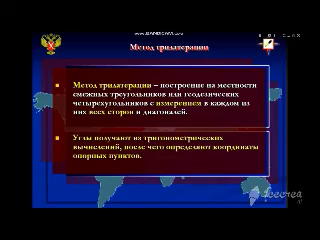 Метод трилатерации
Метод трилатерации – построение на местности
смежных треугольников или геодезических
четырехугольников с измерением в каждом из
них всех сторон и диагоналей.
Углы получают из тригонометрических
вычислений, после чего определяют координаты
опорных пунктов.